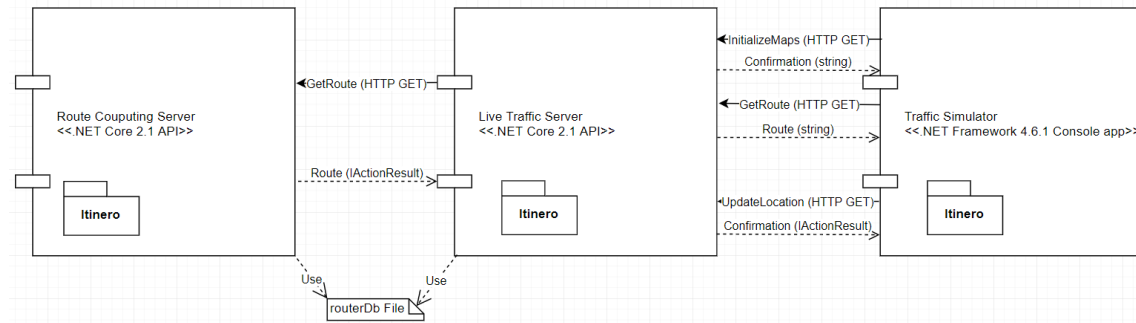 InitializeMaps (HTTP GET)
Confirmation (string)
GetRoute (HTTP GET)
GetRoute (HTTP GET)
Route Couputing Server
<<.NET Core 2.1 API>>
Live Traffic Server
<<.NET Core 2.1 API>>
Traffic Simulator
<<.NET Framework 4.6.1 Console app>>
Route (string)
Route (IActionResult)
UpdateLocation (HTTP GET)
Itinero
Itinero
Itinero
Confirmation (IActionResult)
Use
Use
routerDb File